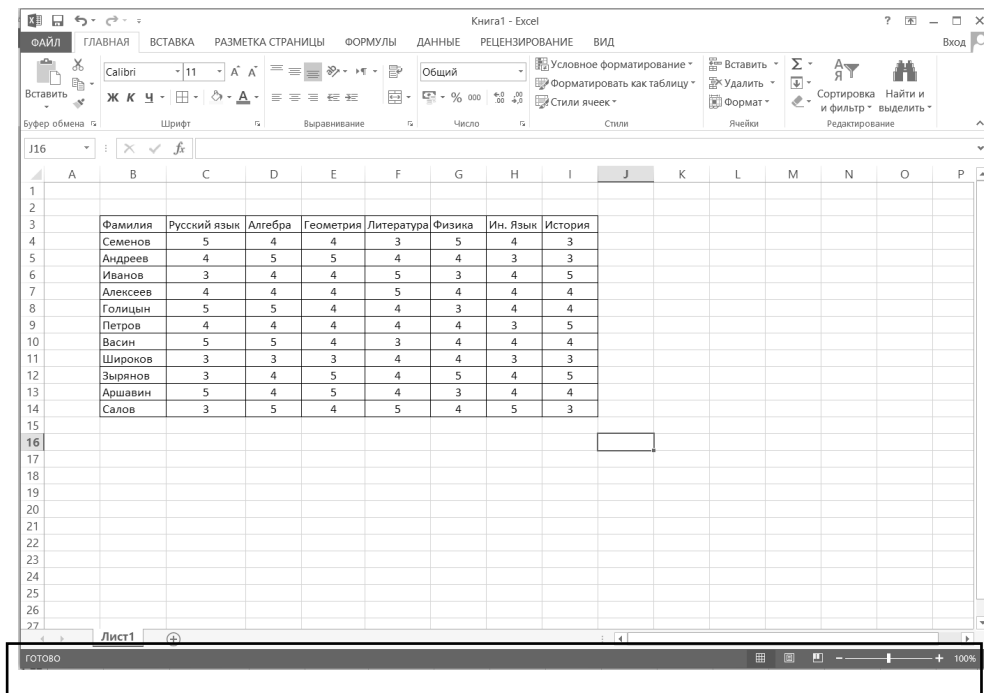 Книга1 - Excel
ФАЙЛ ГЛАВНАЯ ВСТАВКА РАЗМЕТКА СТРАНИЦЫ ФОРМУЛЫ ДАННЫЕ РЕЦЕНЗИРОВАНИЕ ВИД Вход
Вставить
Calibri 11
Ж К Ч
Общий
% 000
Условное форматирование
Форматировать как таблицу
Стили ячеек
Вставить
Удалить
Формат
Сортировка и фильтр
Найти и выделить
Буфер обмена Шрифт Выравнивание Число Стили Ячейки Редактирование
J16 fx
A B C D E F G H I J K L M N O P
1
2
3 Фамилия Русский язык Алгебра Геометрия Литература Физика Ин. Язык История
4 Семенов 5 4 4 3 5 4 3
5 Андреев 4 5 5 4 4 3 3
6 Иванов 3 4 4 5 3 4 5
7 Алексеев 4 4 4 5 4 4 4
8 Голицын 5 5 4 4 3 4 4
9 Петров 4 4 4 4 4 3 5
10 Васин 5 5 4 3 4 4 4
11 Широков 3 3 3 4 4 3 3
12 Зырянов 3 4 5 4 5 4 5
13 Аршавин 5 4 5 4 3 4 4
14 Салов 3 5 4 5 4 5 3
15
16
17
18
19
20
21
22
23
24
25
26
27
Лист1
ГОТОВО 100%